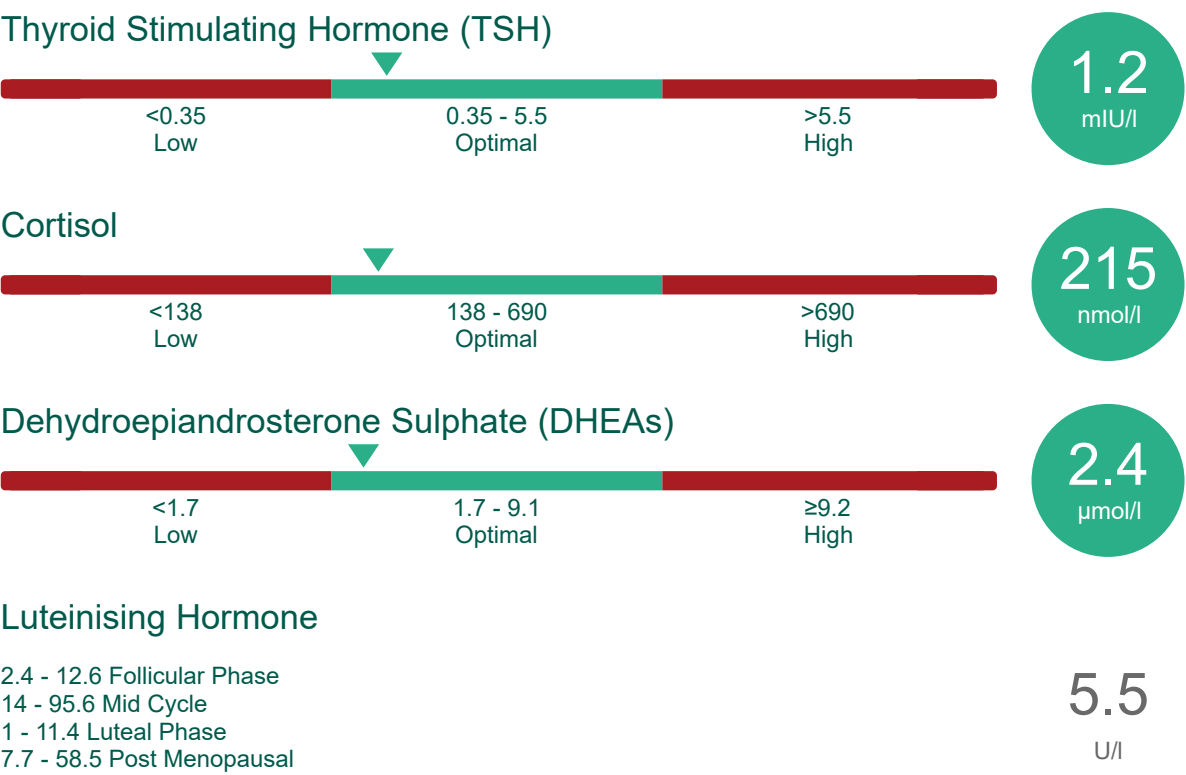 Thyroid Stimulating Hormone (TSH)
1.2
mIU/l
<0.35 0.35 - 5.5 >5.5
Low Optimal High
Cortisol
215
nmol/l
<138 138 - 690 >690
Low Optimal High
Dehydroepiandrosterone Sulphate (DHEAs)
2.4
µmol/l
<1.7 1.7 - 9.1 ≥9.2
Low Optimal High
Luteinising Hormone
2.4 - 12.6 Follicular Phase
14 - 95.6 Mid Cycle
1 - 11.4 Luteal Phase
7.7 - 58.5 Post Menopausal
5.5
U/l